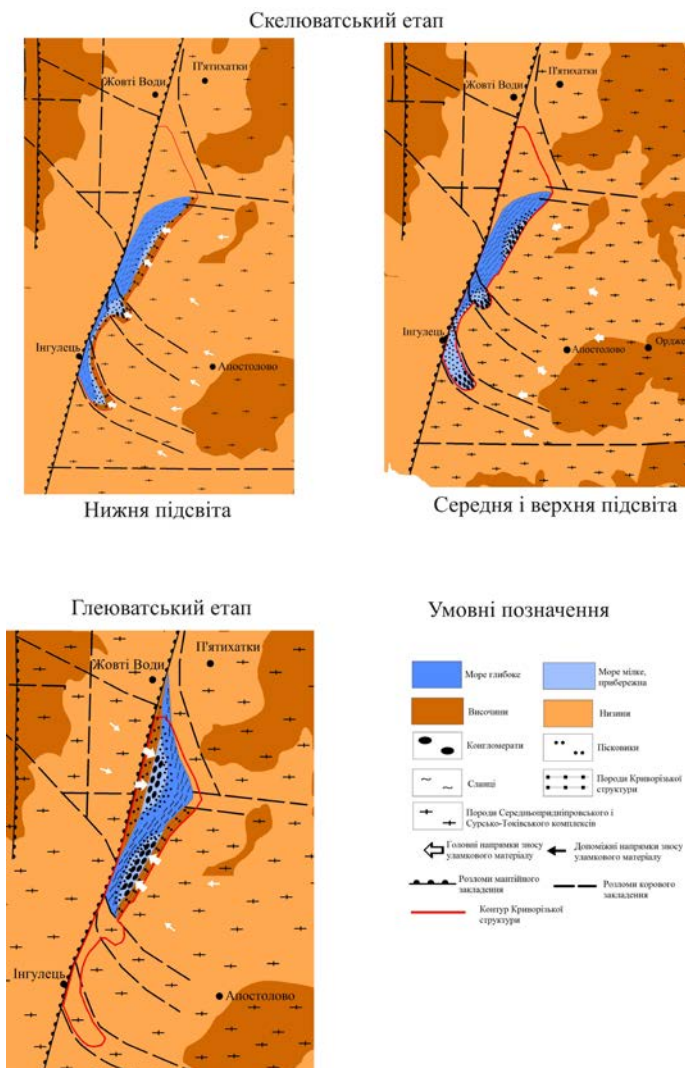 Скелюватський етап
Жовті Води
П'ятихатки
Інгулець
Апостолово
Нижня підсвіта
Жовті Води
П'ятихатки
Інгулець
Апостолово
Орджо
Середня і верхня підсвіта
Глеюватський етап
Жовті Води
П'ятихатки
Інгулець
Апостолово
Умовні позначення
Море глибоке
Море мілке,
прибережна
Височини
Низини
Конгломерати
Пісковики
Сланці
Породи Криворізької
структури
Породи Середньопридніпровського і
Сурсько-Токівського комплексів
Головні напрямки зносу
уламкового матеріалу
Допоміжні напрямки зносу
уламкового матеріалу
Розломи мантійного
закладення
Розломи корового
закладення
Контур Криворізької
структури